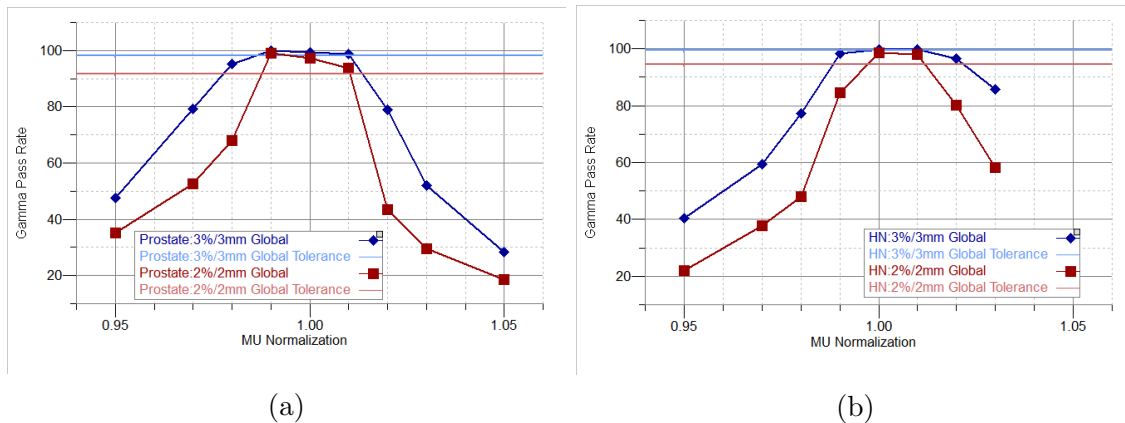 100
80
60
40
20
Gamma Pass Rate
Prostate:3%/3mm Global
Prostate:3%/3mm Global Tolerance
Prostate:2%/2mm Global
Prostate:2%/2mm Global Tolerance
0.95 1.00 1.05
MU Normalization
(a)
100
80
60
40
20
Gamma Pass Rate
HN:3%/3mm Global
HN:3%/3mm Global Tolerance
HN:2%/2mm Global
HN:2%/2mm Global Tolerance
0.95 1.00 1.05
MU Normalization
(b)